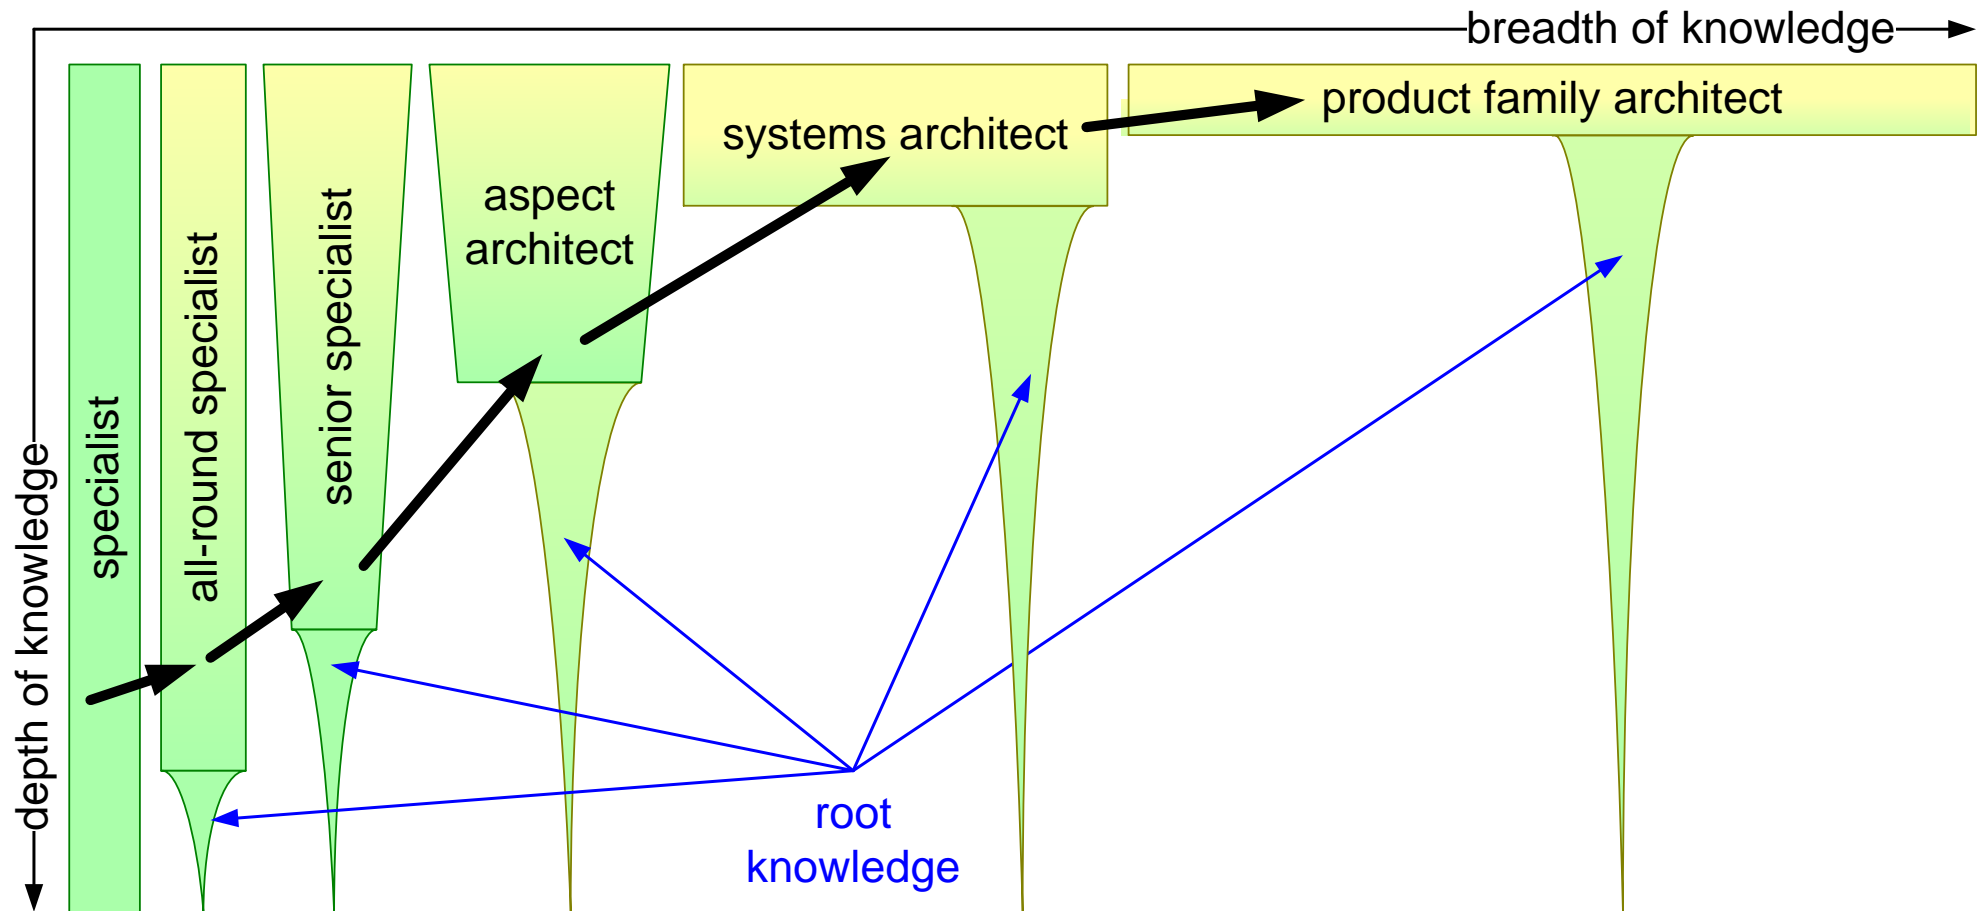 breadth of knowledge
depth of knowledge
specialist
all-round specialist
senior specialist
aspect
architect
systems architect
product family architect
root
knowledge